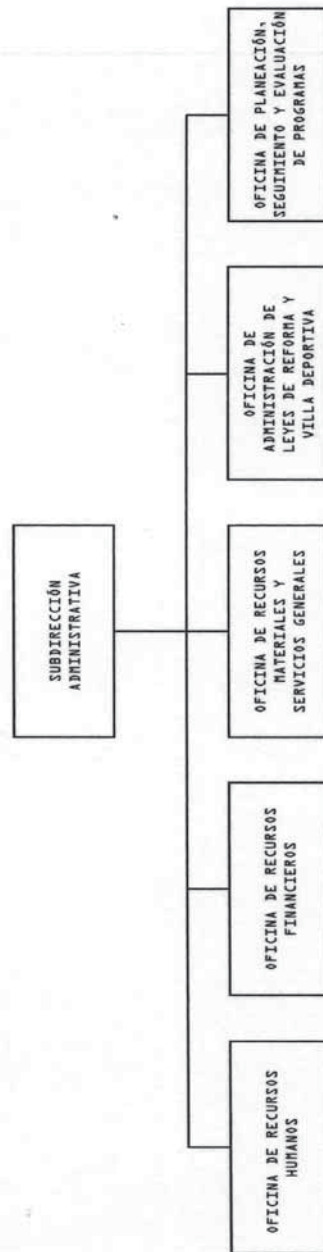 SUBDIRECCIÓN
ADMINISTRATIVA
OFICINA DE RECURSOS
HUMANOS
OFICINA DE RECURSOS
FINANCIEROS
OFICINA DE RECURSOS
MATERIALES Y
SERVICIOS GENERALES
OFICINA DE
ADMINISTRACIÓN DE
LEYES DE REFORMA Y
VILLA DEPORTIVA
OFICINA DE PLANEACIÓN,
SEGUIMIENTO Y EVALUACIÓN
DE PROGRAMAS